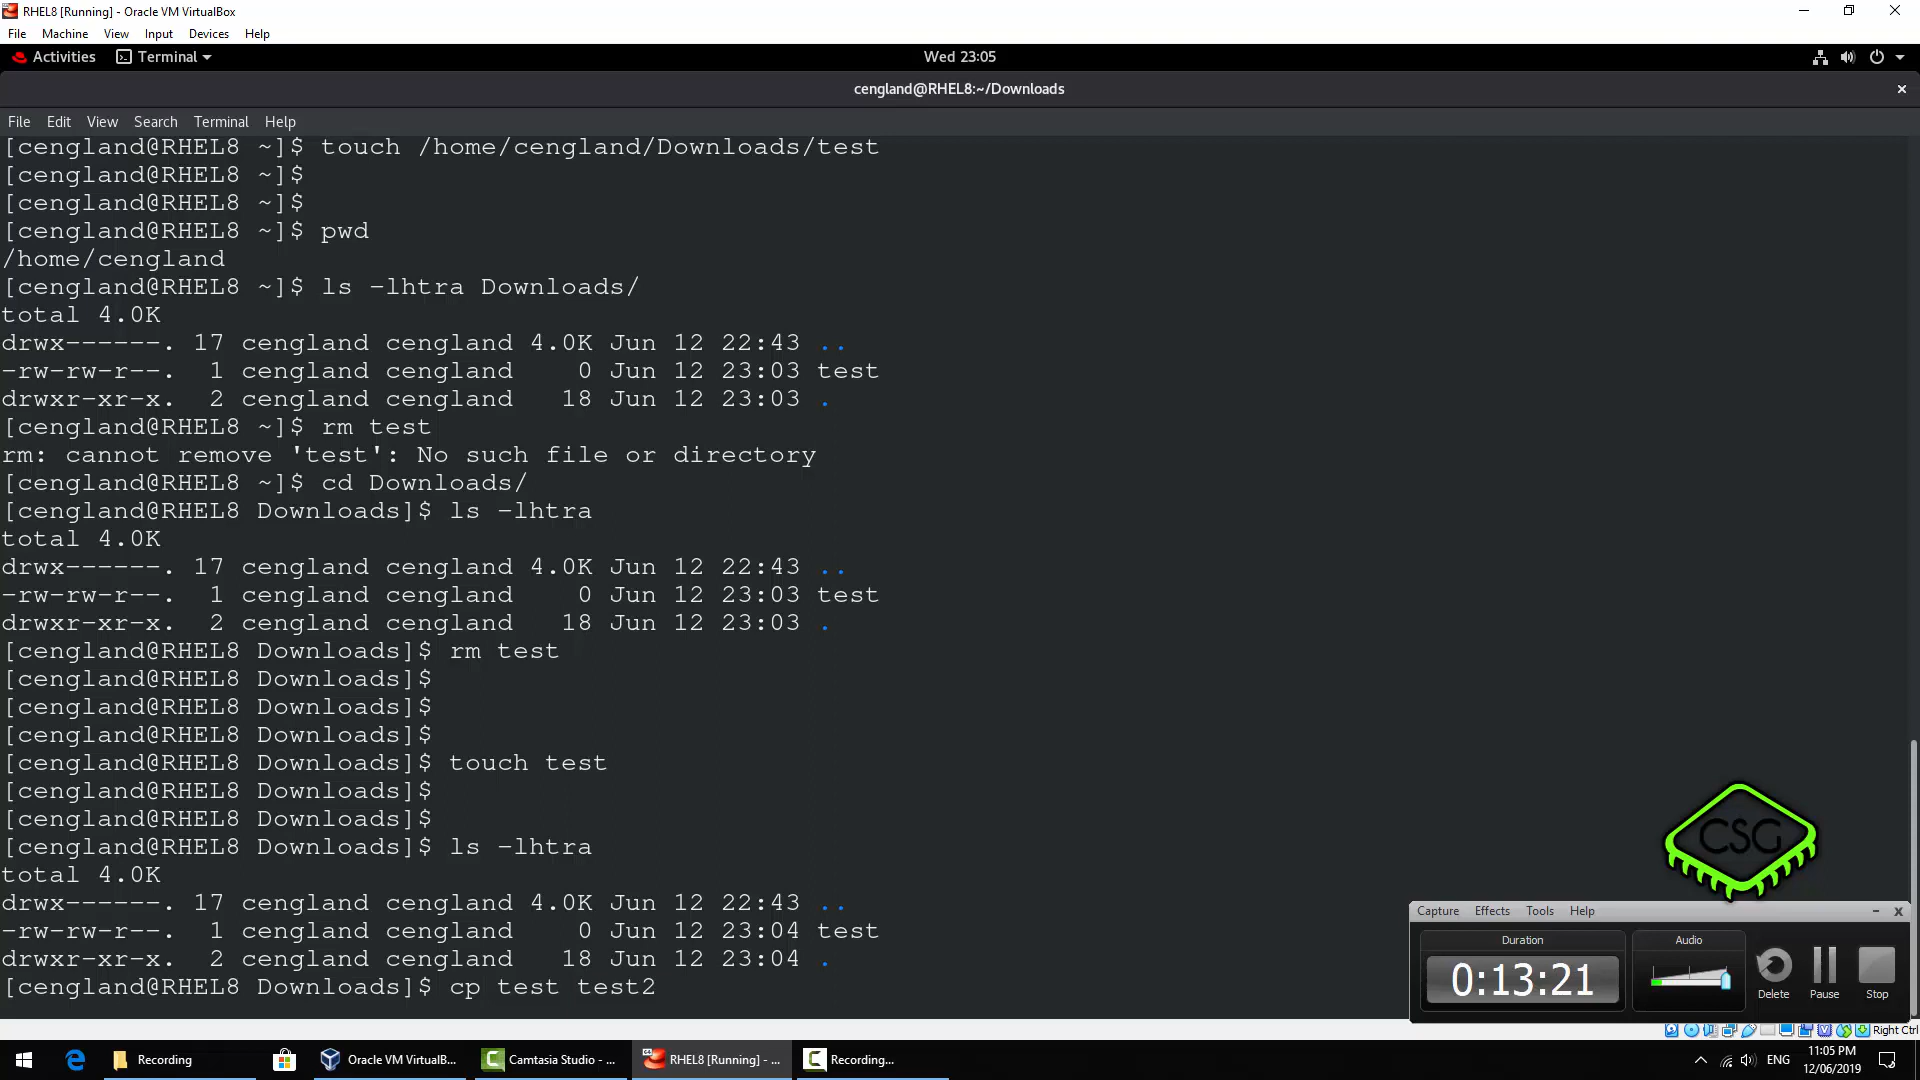 RHEL8 [Running] - Oracle VM VirtualBox
File Machine View Input Devices Help
Activities Terminal Wed 23:05
cengland@RHEL8:~/Downloads
File Edit View Search Terminal Help
[cengland@RHEL8 ~]$ touch /home/cengland/Downloads/test
[cengland@RHEL8 ~]$
[cengland@RHEL8 ~]$
[cengland@RHEL8 ~]$ pwd
/home/cengland
[cengland@RHEL8 ~]$ ls -lhtra Downloads/
total 4.0K
drwx------. 17 cengland cengland 4.0K Jun 12 22:43 ..
-rw-rw-r--. 1 cengland cengland 0 Jun 12 23:03 test
drwxr-xr-x. 2 cengland cengland 18 Jun 12 23:03 .
[cengland@RHEL8 ~]$ rm test
rm: cannot remove 'test': No such file or directory
[cengland@RHEL8 ~]$ cd Downloads/
[cengland@RHEL8 Downloads]$ ls -lhtra
total 4.0K
drwx------. 17 cengland cengland 4.0K Jun 12 22:43 ..
-rw-rw-r--. 1 cengland cengland 0 Jun 12 23:03 test
drwxr-xr-x. 2 cengland cengland 18 Jun 12 23:03 .
[cengland@RHEL8 Downloads]$ rm test
[cengland@RHEL8 Downloads]$
[cengland@RHEL8 Downloads]$
[cengland@RHEL8 Downloads]$
[cengland@RHEL8 Downloads]$ touch test
[cengland@RHEL8 Downloads]$
[cengland@RHEL8 Downloads]$
[cengland@RHEL8 Downloads]$ ls -lhtra
total 4.0K
drwx------. 17 cengland cengland 4.0K Jun 12 22:43 ..
-rw-rw-r--. 1 cengland cengland 0 Jun 12 23:04 test
drwxr-xr-x. 2 cengland cengland 18 Jun 12 23:04 .
[cengland@RHEL8 Downloads]$ cp test test2
CSG
Capture Effects Tools Help
Duration Audio
0:13:21
Delete Pause Stop
Right Ctrl
Recording Oracle VM VirtualB... Camtasia Studio - ... RHEL8 [Running] - ... Recording... ENG 11:05 PM
12/06/2019